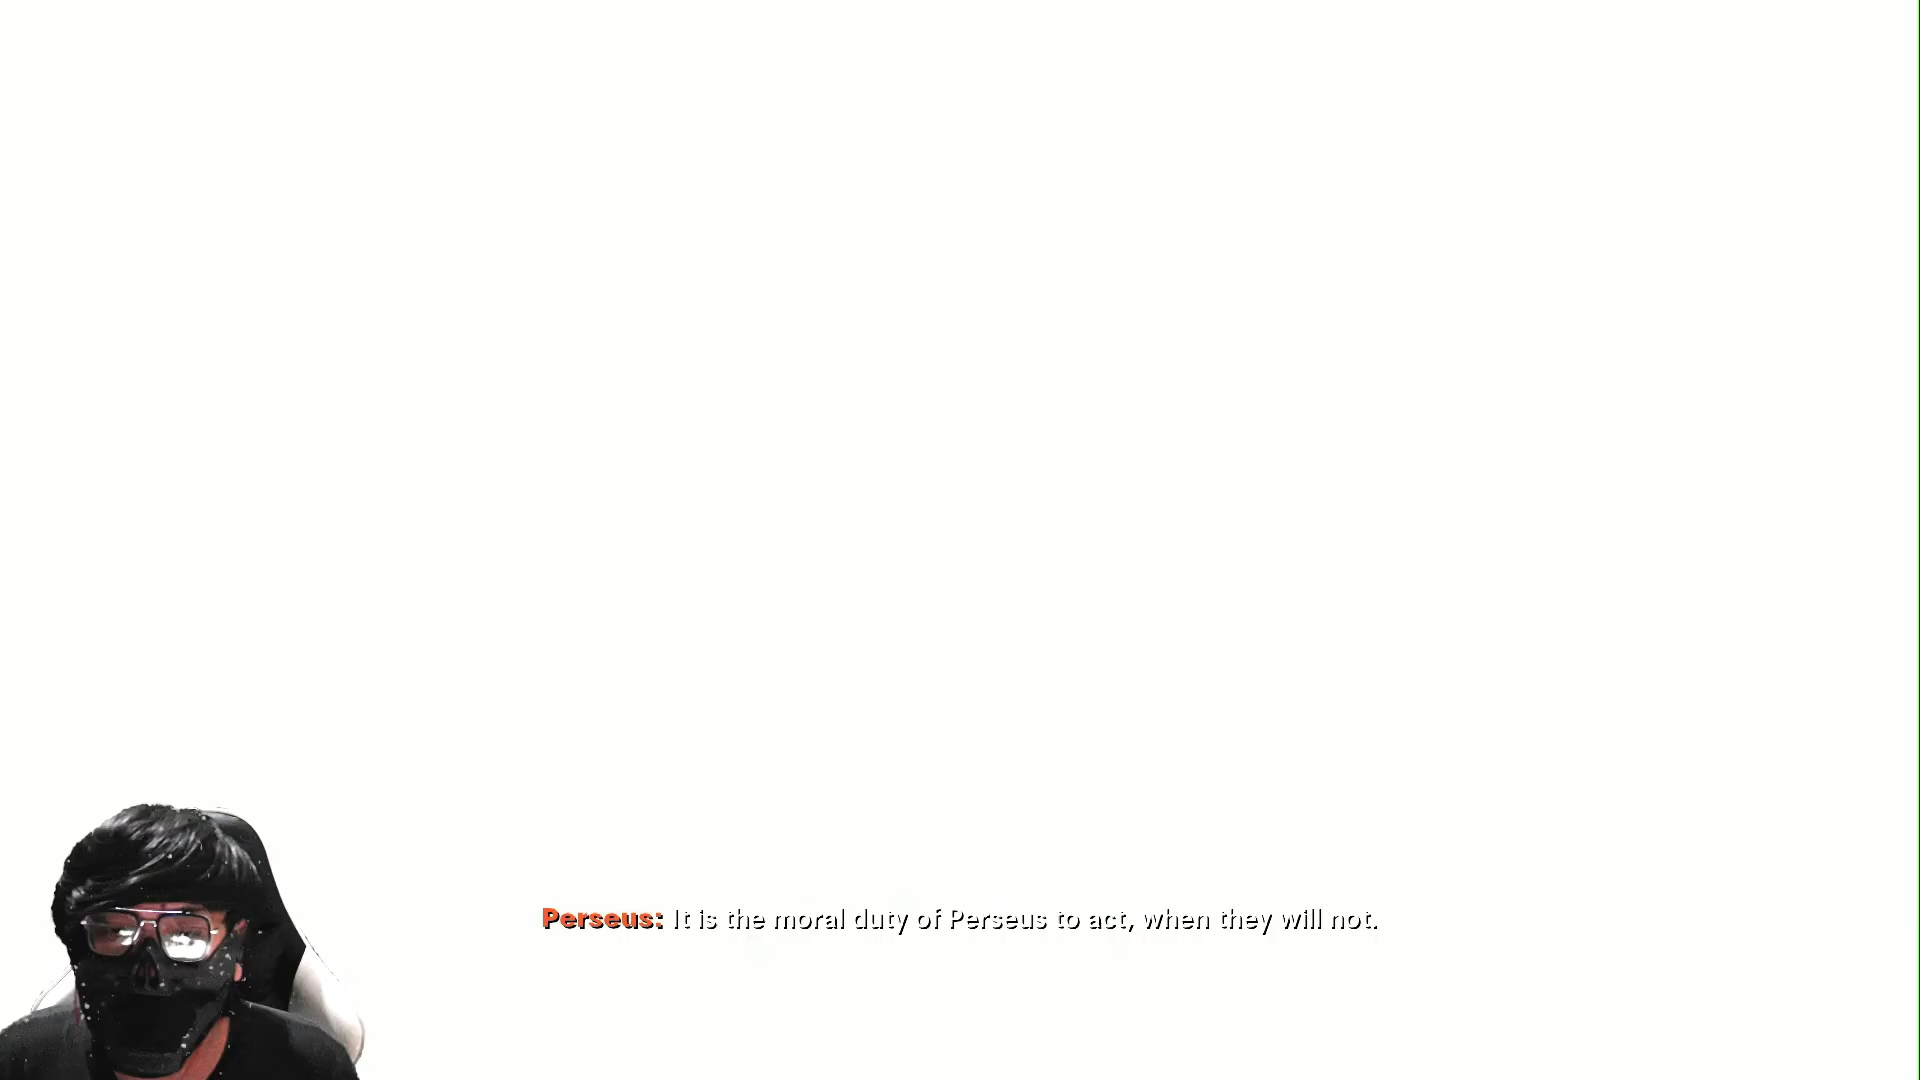 Perseus: It is the moral duty of Perseus to act, when they will not.